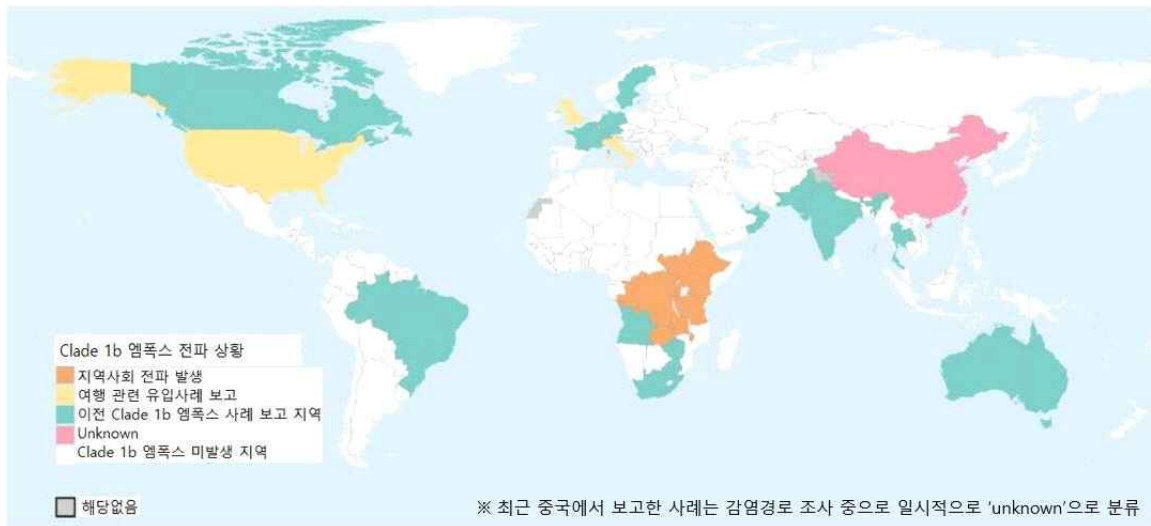 Clade 1b 엠폭스 전파 상황
지역사회 전파 발생
여행 관련 유입사례 보고
이전 Clade 1b 엠폭스 사례 보고 지역
Unknown
Clade 1b 엠폭스 미발생 지역
해당없음
※ 최근 중국에서 보고한 사례는 감염경로 조사 중으로 일시적으로 'unknown'으로 분류